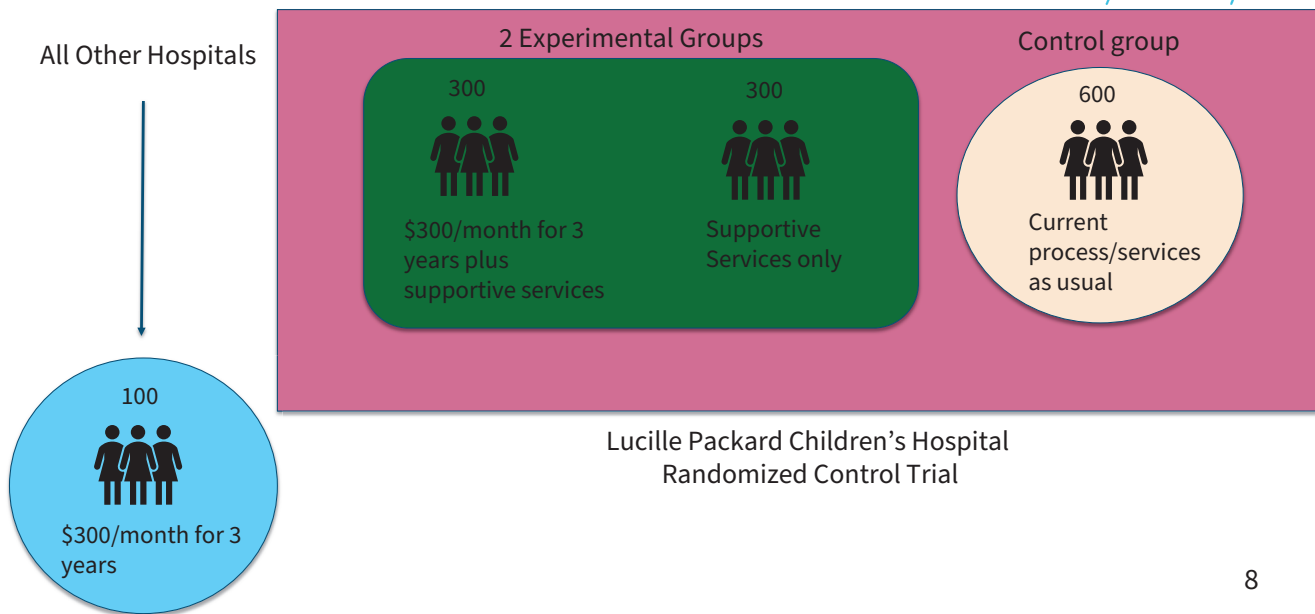 All Other Hospitals
2 Experimental Groups
Control group
300
300
600
$300/month for 3
years plus
supportive services
Supportive
Services only
Current
process/services
as usual
100
$300/month for 3
years
Lucille Packard Children's Hospital
Randomized Control Trial
8